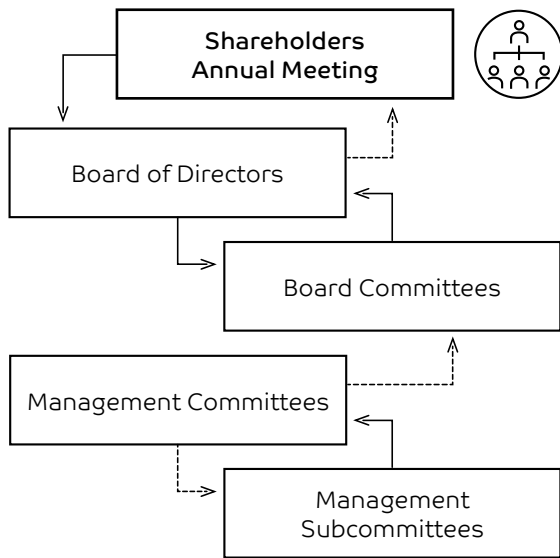 Shareholders
Annual Meeting
Board of Directors
Board Committees
Management Committees
Management
Subcommittees